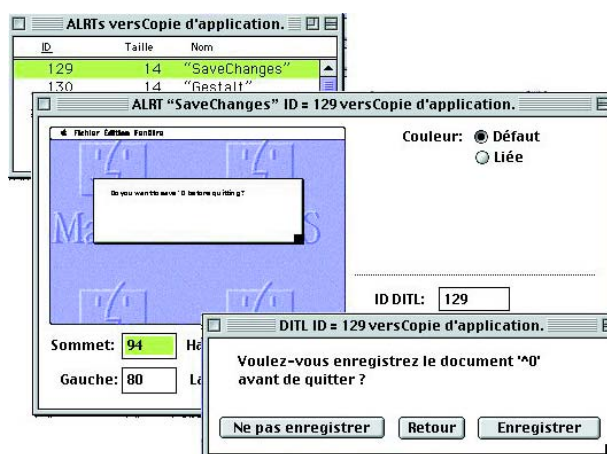 ALRTs versCopie d'application.
ID Taille Nom
129 14 "SaveChanges"
130 14 "Gestalt"
ALRT "SaveChanges" ID = 129 versCopie d'application.
Fichier Édition Fenêtre
Do you want to save '^0' before quitting?
Couleur: Défaut
Liée
ID DITL: 129
Sommet: 94
Gauche: 80
DITL ID = 129 versCopie d'application.
Voulez-vous enregistrez le document '^0'
avant de quitter ?
Ne pas enregistrer Retour Enregistrer